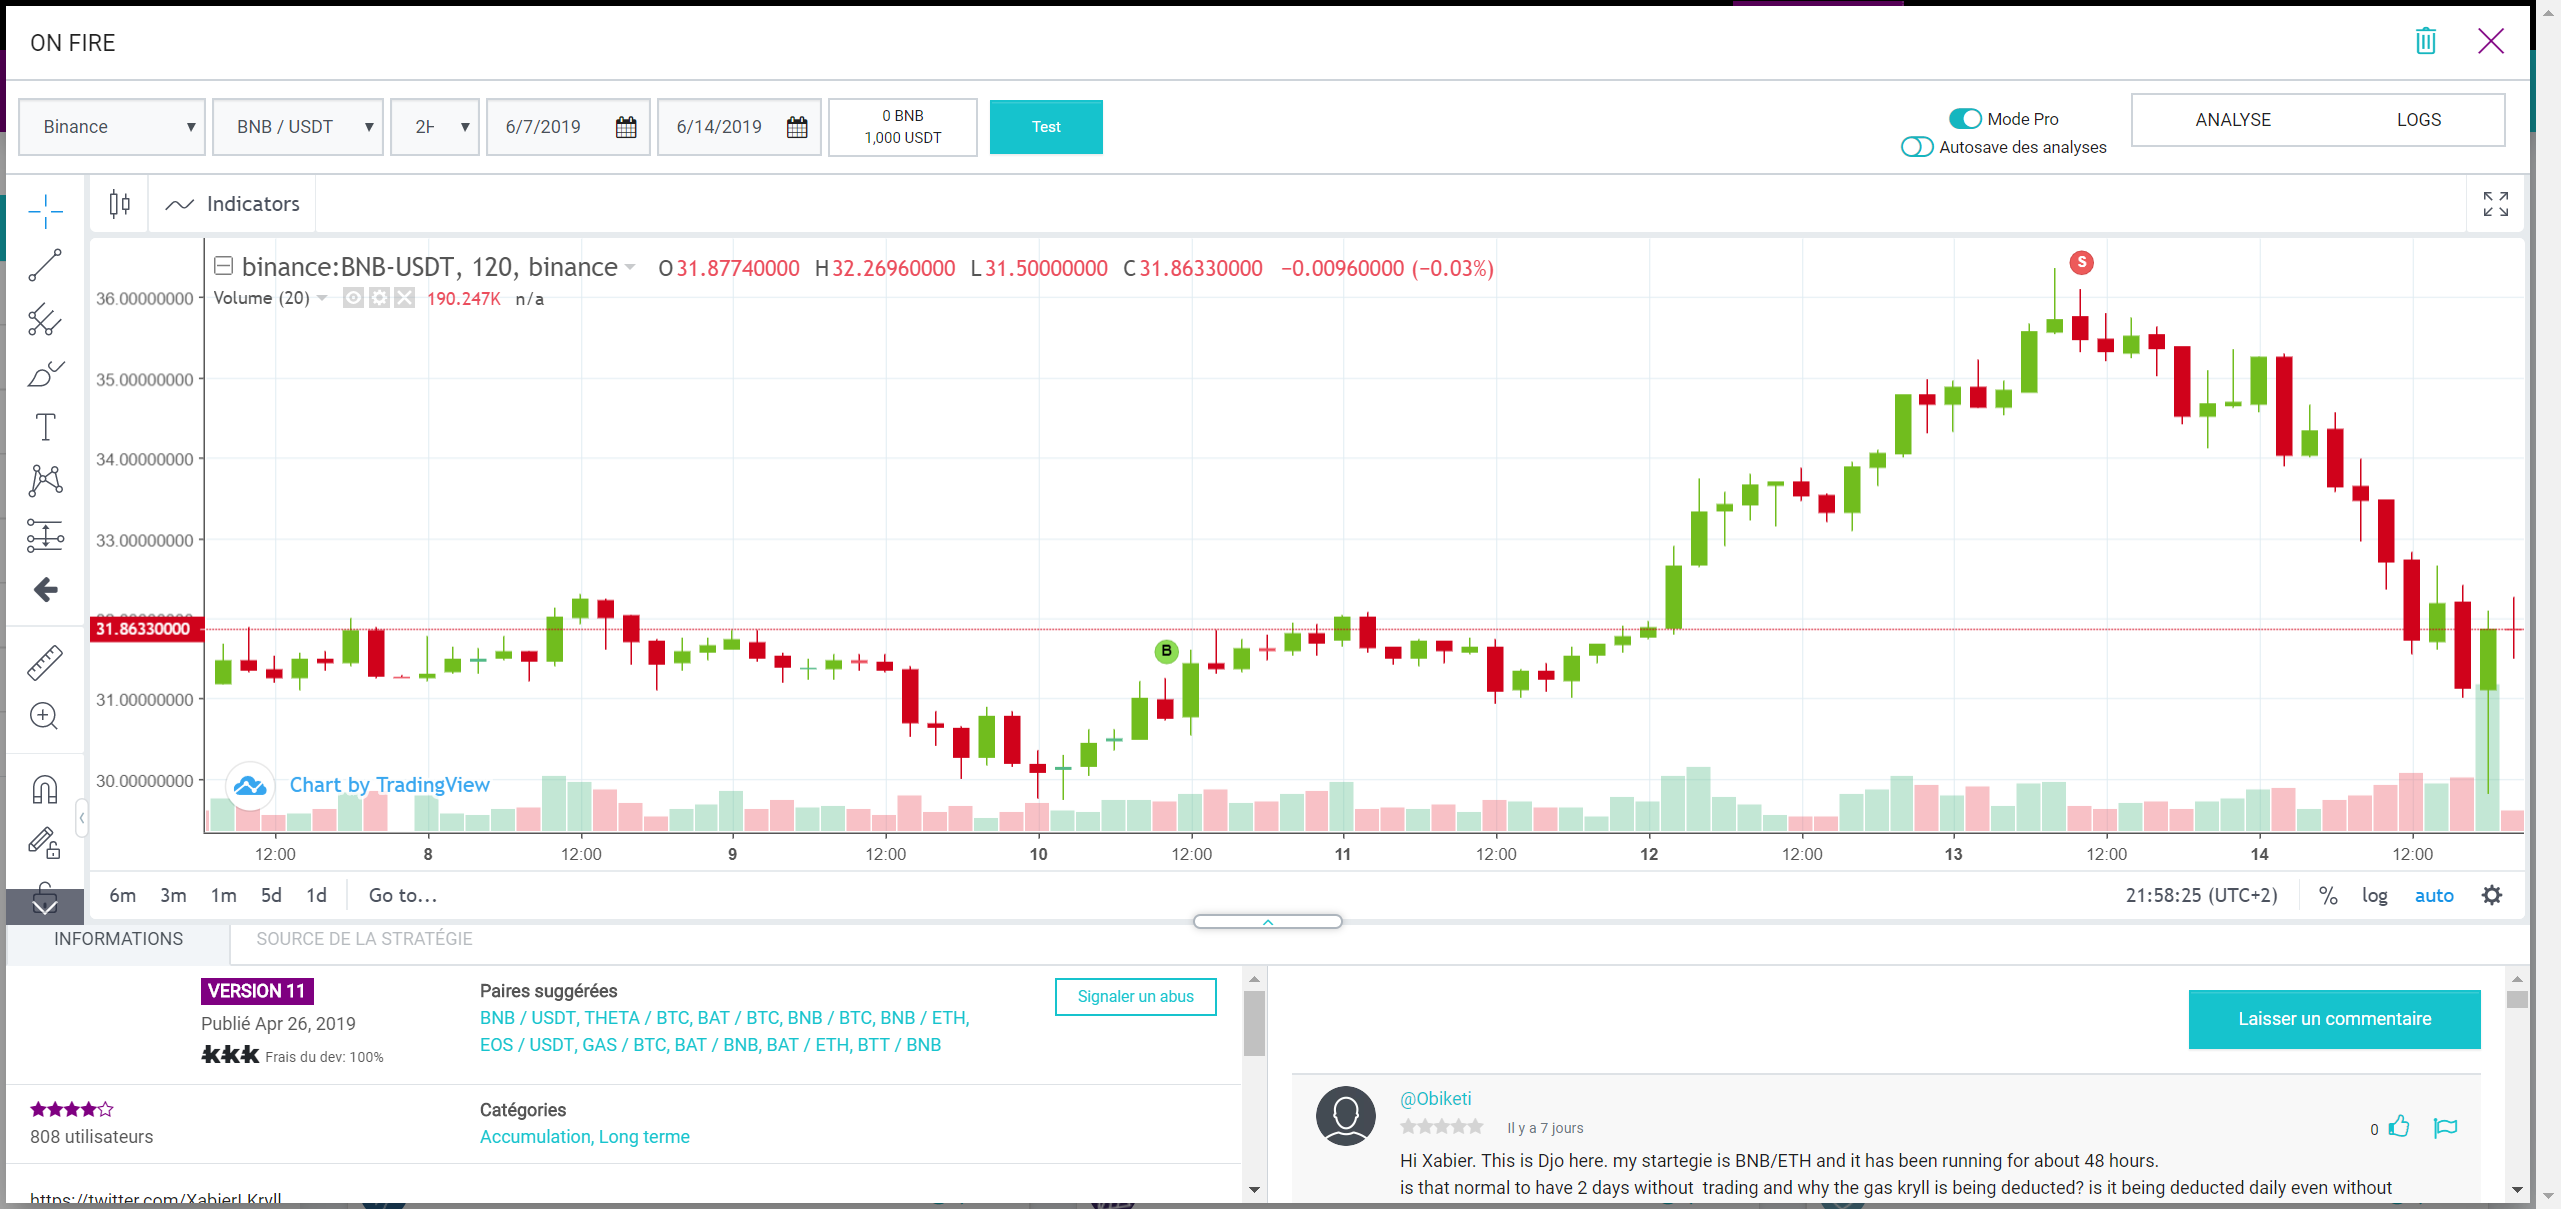 ON FIRE
Binance
BNB / USDT
2H
6/7/2019
6/14/2019
0 BNB
1,000 USDT
Test
Mode Pro
Autosave des analyses
ANALYSE
LOGS
Indicators
binance:BNB-USDT, 120, binance
O31.87740000 H32.26960000 L31.50000000 C31.86330000 −0.00960000 (−0.03%)
Volume (20)
190.247K n/a
36.00000000
35.00000000
34.00000000
33.00000000
31.86330000
31.00000000
30.00000000
S
B
Chart by TradingView
12:00 8 12:00 9 12:00 10 12:00 11 12:00 12 12:00 13 12:00 14 12:00
6m 3m 1m 5d 1d Go to...
21:58:25 (UTC+2) % log auto
INFORMATIONS
SOURCE DE LA STRATÉGIE
VERSION 11
Publié Apr 26, 2019
kkk Frais du dev: 100%
Paires suggérées
BNB / USDT, THETA / BTC, BAT / BTC, BNB / BTC, BNB / ETH,
EOS / USDT, GAS / BTC, BAT / BNB, BAT / ETH, BTT / BNB
Signaler un abus
808 utilisateurs
Catégories
Accumulation, Long terme
https://twitter.com/XabierLKryll
Laisser un commentaire
@Obiketi
Il y a 7 jours
0
Hi Xabier. This is Djo here. my startegie is BNB/ETH and it has been running for about 48 hours.
is that normal to have 2 days without trading and why the gas kryll is being deducted? is it being deducted daily even without